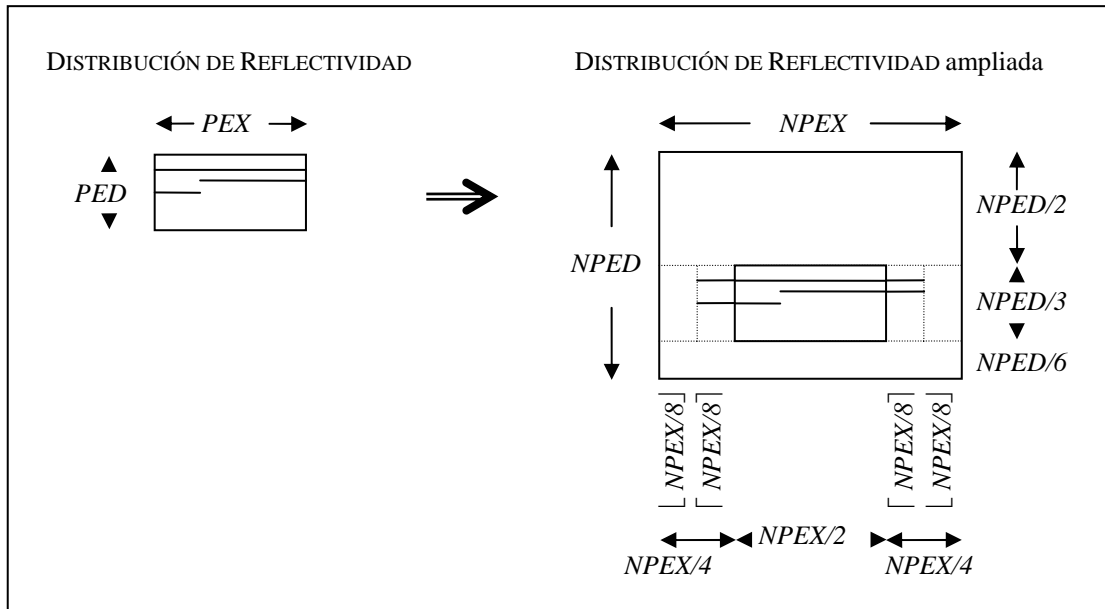 DISTRIBUCIÓN DE REFLECTIVIDAD
DISTRIBUCIÓN DE REFLECTIVIDAD ampliada
PEX
NPEX
PED
NPED/2
NPED
NPED/3
NPED/6
NPEX/8
NPEX/8
NPEX/8
NPEX/8
NPEX/2
NPEX/4
NPEX/4